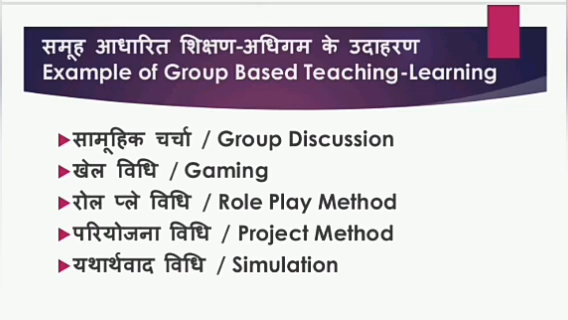 समूह आधारित शिक्षण-अधिगम के उदाहरण
Example of Group Based Teaching-Learning
सामूहिक चर्चा / Group Discussion
खेल विधि / Gaming
रोल प्ले विधि / Role Play Method
परियोजना विधि / Project Method
यथार्थवाद विधि / Simulation